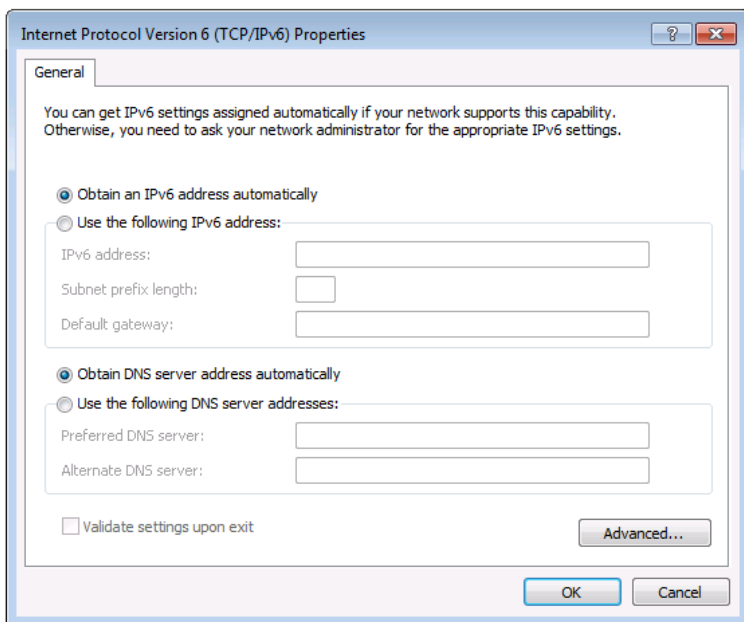 Internet Protocol Version 6 (TCP/IPv6) Properties
General
You can get IPv6 settings assigned automatically if your network supports this capability.
Otherwise, you need to ask your network administrator for the appropriate IPv6 settings.
Obtain an IPv6 address automatically
Use the following IPv6 address:
IPv6 address:
Subnet prefix length:
Default gateway:
Obtain DNS server address automatically
Use the following DNS server addresses:
Preferred DNS server:
Alternate DNS server:
Validate settings upon exit
Advanced...
OK
Cancel